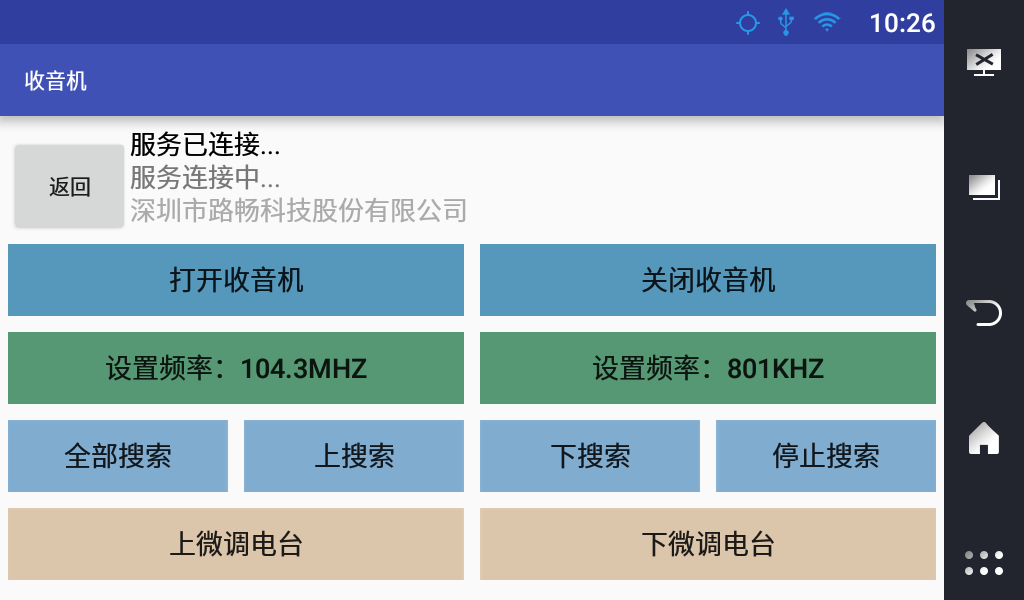 10:26
收音机
返回
服务已连接...
服务连接中...
深圳市路畅科技股份有限公司
打开收音机
关闭收音机
设置频率：104.3MHZ
设置频率：801KHZ
全部搜索
上搜索
下搜索
停止搜索
上微调电台
下微调电台